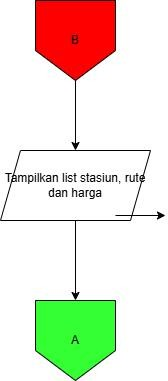 B
Tampilkan list stasiun, rute
dan harga
A